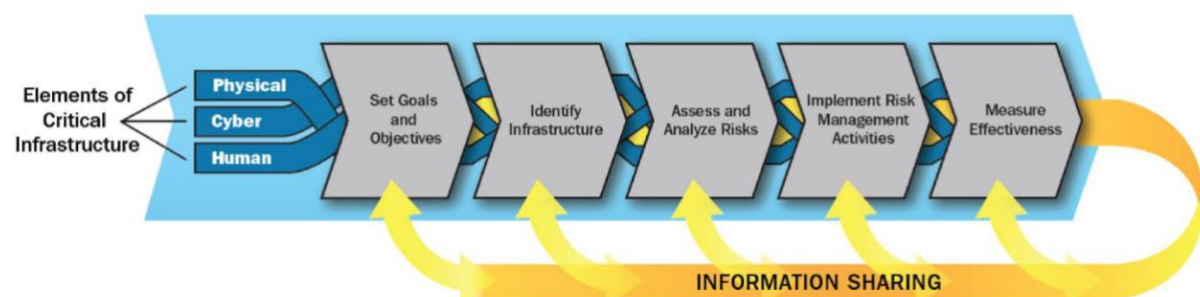 Elements of
Critical
Infrastructure
Physical
Cyber
Human
Set Goals
and
Objectives
Identify
Infrastructure
Assess and
Analyze Risks
Implement Risk
Management
Activities
Measure
Effectiveness
INFORMATION SHARING